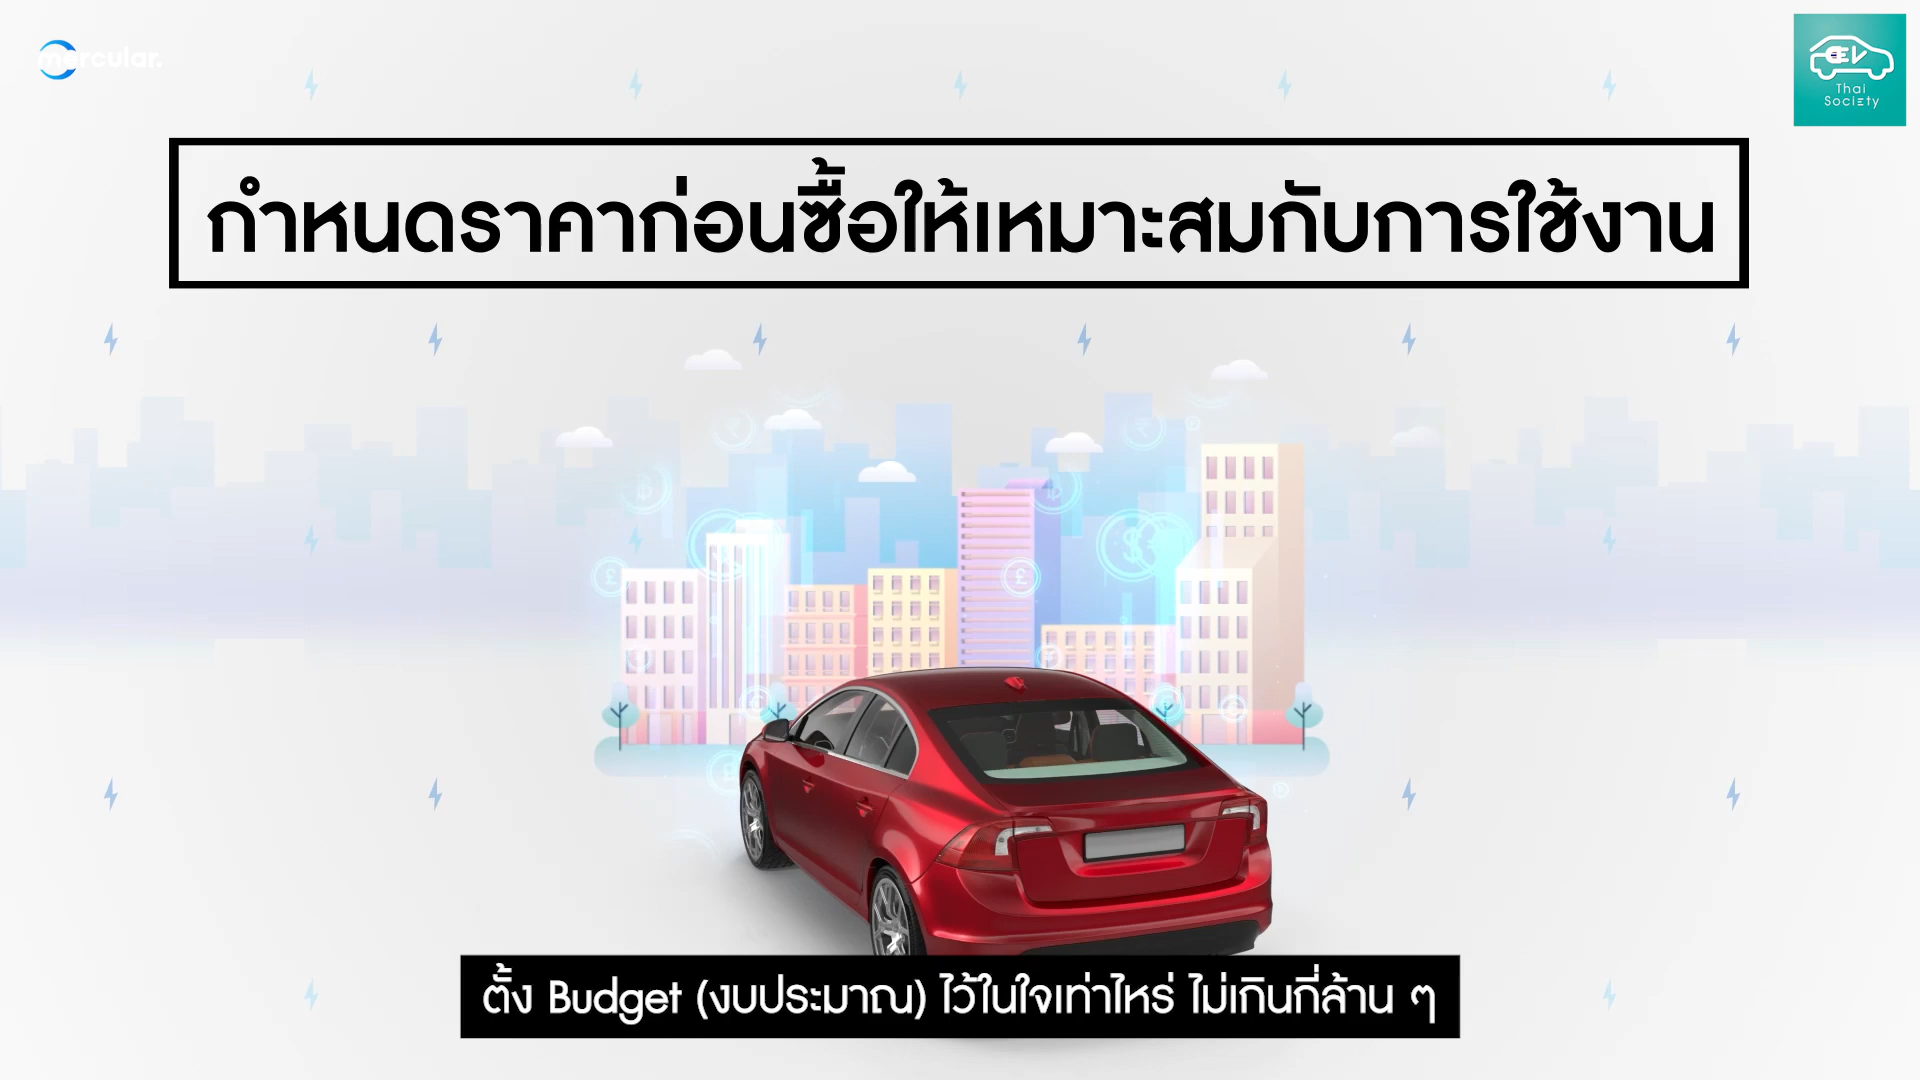 mercular.
EV
Thai
Society
กำหนดราคาก่อนซื้อให้เหมาะสมกับการใช้งาน
ตั้ง Budget (งบประมาณ) ไว้ในใจเท่าไหร่ ไม่เกินกี่ล้าน ๆ